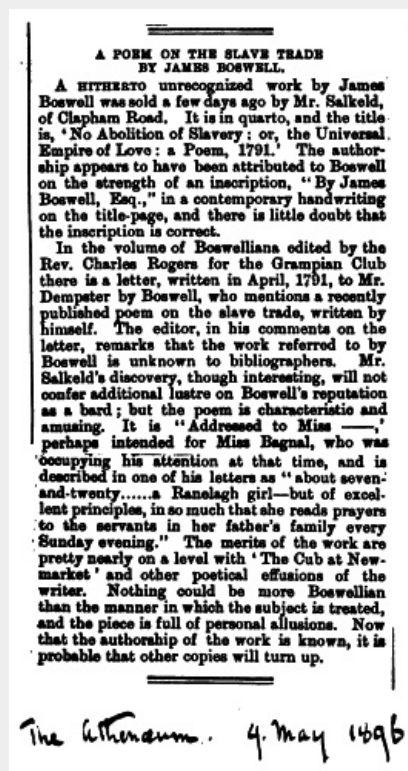 A POEM ON THE SLAVE TRADE
BY JAMES BOSWELL.
A HITHERTO unrecognized work by James
Boswell was sold a few days ago by Mr. Salkeld,
of Clapham Road. It is in quarto, and the title
is, 'No Abolition of Slavery: or, the Universal
Empire of Love: a Poem, 1791.' The author-
ship appears to have been attributed to Boswell
on the strength of an inscription, "By James
Boswell, Esq.," in a contemporary handwriting
on the title-page, and there is little doubt that
the inscription is correct.
In the volume of Boswelliana edited by the
Rev. Charles Rogers for the Grampian Club
there is a letter, written in April, 1791, to Mr.
Dempster by Boswell, who mentions a recently
published poem on the slave trade, written by
himself. The editor, in his comments on the
letter, remarks that the work referred to by
Boswell is unknown to bibliographers. Mr.
Salkeld's discovery, though interesting, will not
confer additional lustre on Boswell's reputation
as a bard; but the poem is characteristic and
amusing. It is "Addressed to Miss ——,'
perhaps intended for Miss Bagnal, who was
occupying his attention at that time, and is
described in one of his letters as "about seven-
and-twenty......a Ranelagh girl—but of excel-
lent principles, in so much that she reads prayers
to the servants in her father's family every
Sunday evening." The merits of the work are
pretty nearly on a level with 'The Cub at New-
market' and other poetical effusions of the
writer. Nothing could be more Boswellian
than the manner in which the subject is treated,
and the piece is full of personal allusions. Now
that the authorship of the work is known, it is
probable that other copies will turn up.
The Athenæum. 9. May 1896